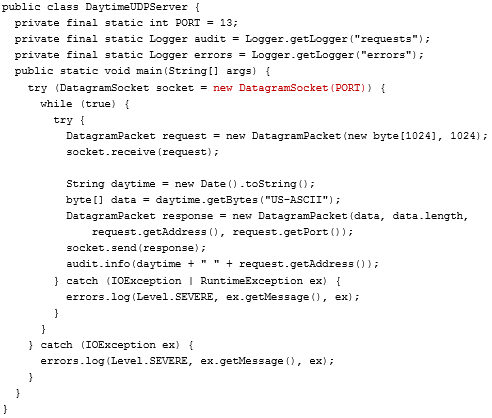 public class DaytimeUDPServer {
  private final static int PORT = 13;
  private final static Logger audit = Logger.getLogger("requests");
  private final static Logger errors = Logger.getLogger("errors");
  public static void main(String[] args) {
    try (DatagramSocket socket = new DatagramSocket(PORT)) {
      while (true) {
        try {
          DatagramPacket request = new DatagramPacket(new byte[1024], 1024);
          socket.receive(request);

          String daytime = new Date().toString();
          byte[] data = daytime.getBytes("US-ASCII");
          DatagramPacket response = new DatagramPacket(data, data.length,
              request.getAddress(), request.getPort());
          socket.send(response);
          audit.info(daytime + " " + request.getAddress());
        } catch (IOException | RuntimeException ex) {
          errors.log(Level.SEVERE, ex.getMessage(), ex);
        }
      }
    } catch (IOException ex) {
      errors.log(Level.SEVERE, ex.getMessage(), ex);
    }
  }
}